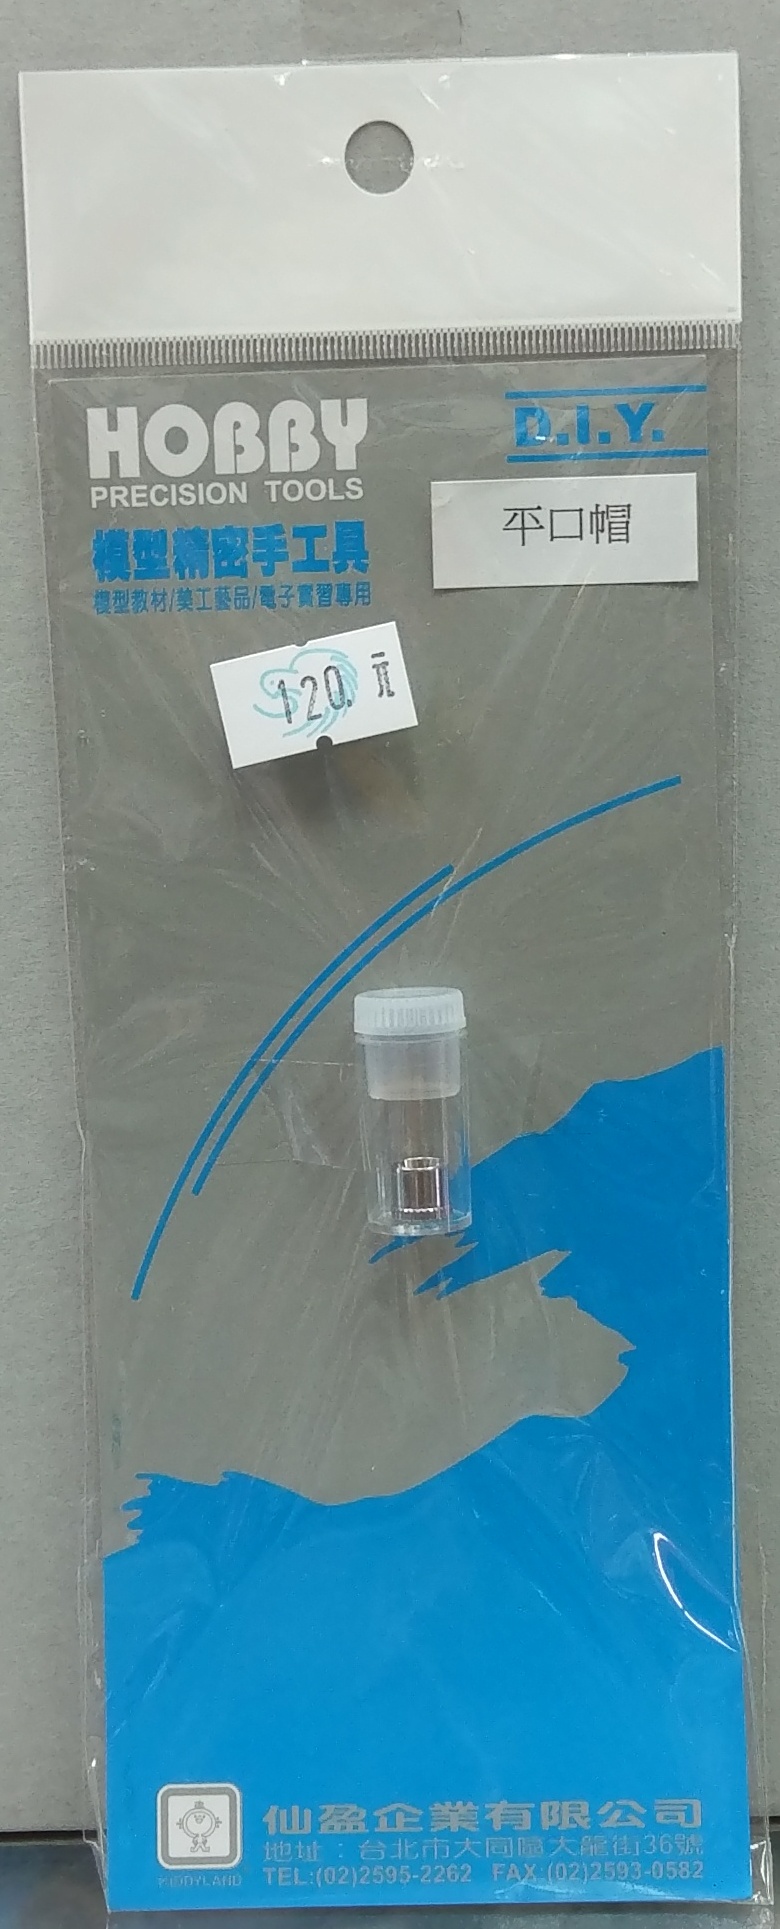 HOBBY
PRECISION TOOLS
D.I.Y.
平口帽
模型精密手工具
模型教材/美工藝品/電子實習專用
120.元
仙盈企業有限公司
地址：台北市大同區大龍街36號
TEL:(02)2595-2262 FAX:(02)2593-0582
KIDDYLAND